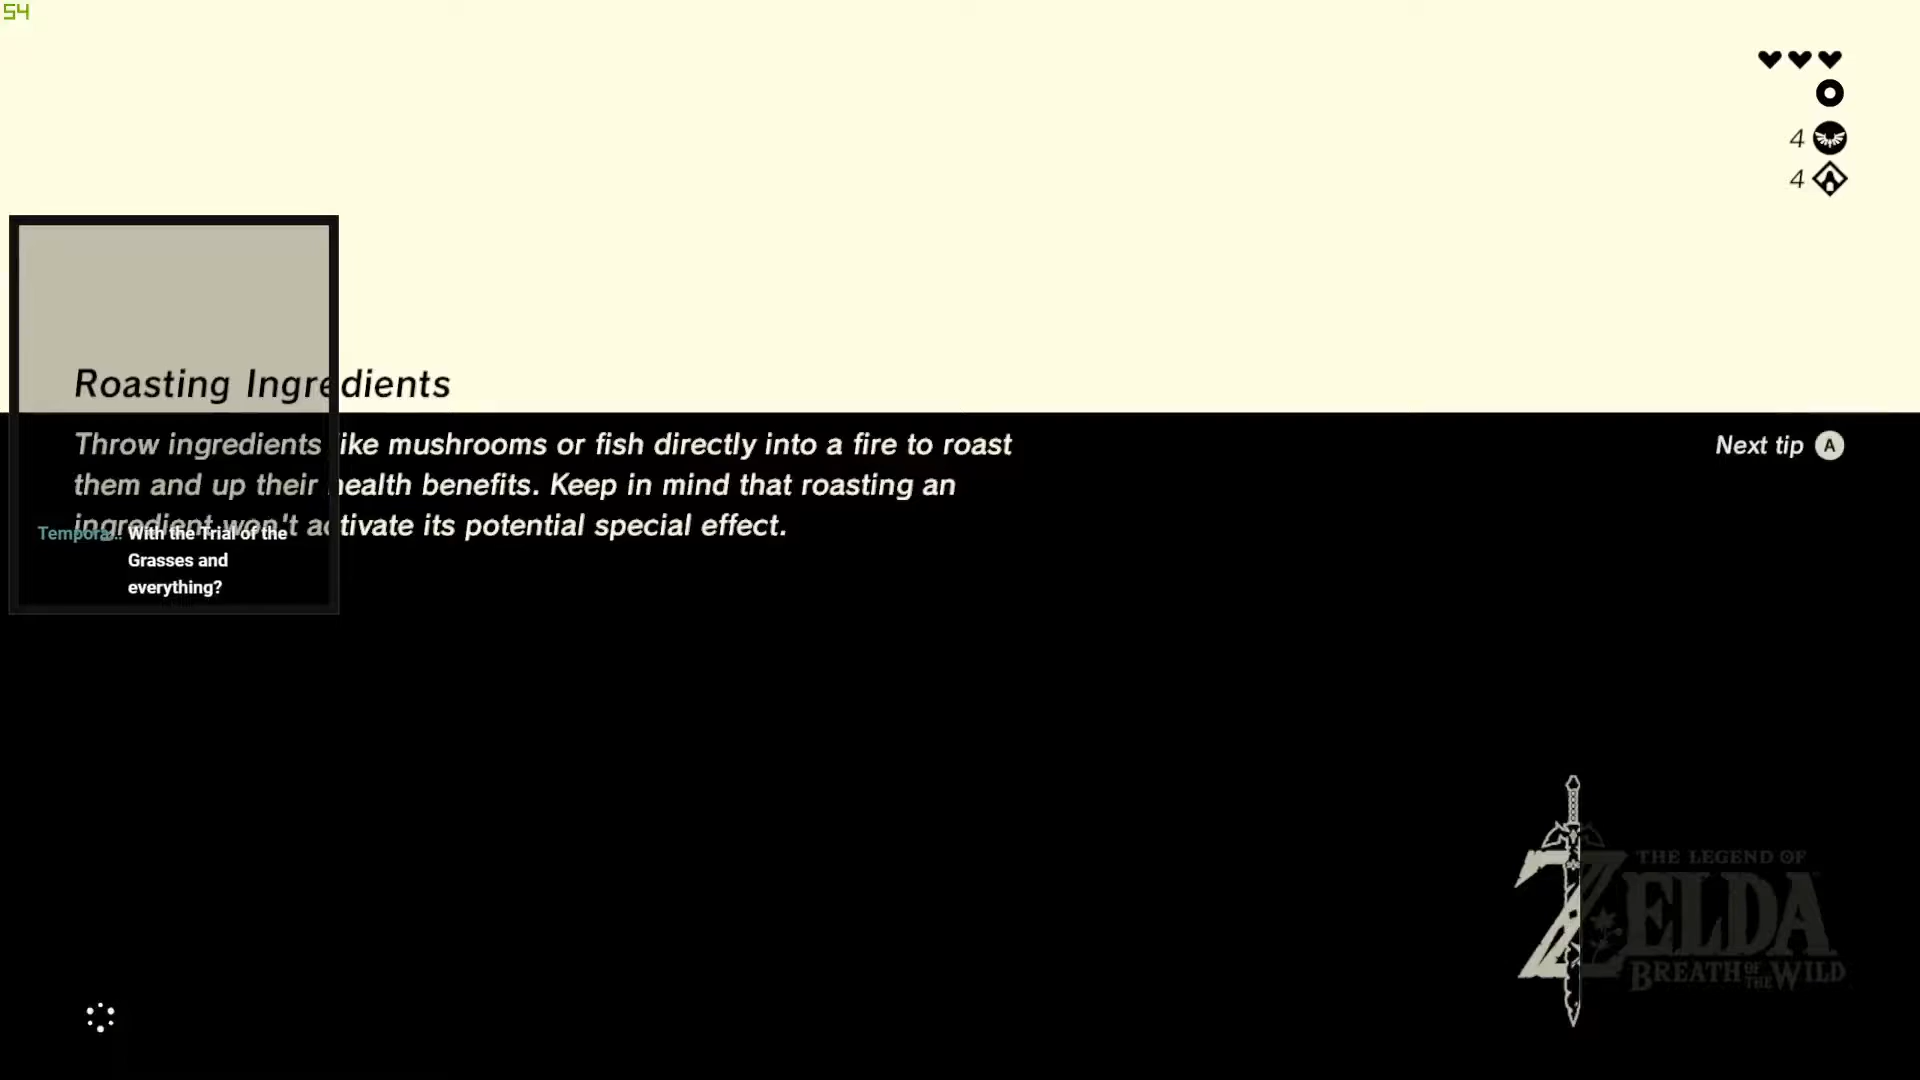 54
4
4
Roasting Ingredients
Throw ingredients like mushrooms or fish directly into a fire to roast
them and up their health benefits. Keep in mind that roasting an
ingredient won't activate its potential special effect.
Next tip A
Tempora..: With the Trial of the
Grasses and
everything?
THE LEGEND OF
ZELDA
BREATH OF THE WILD